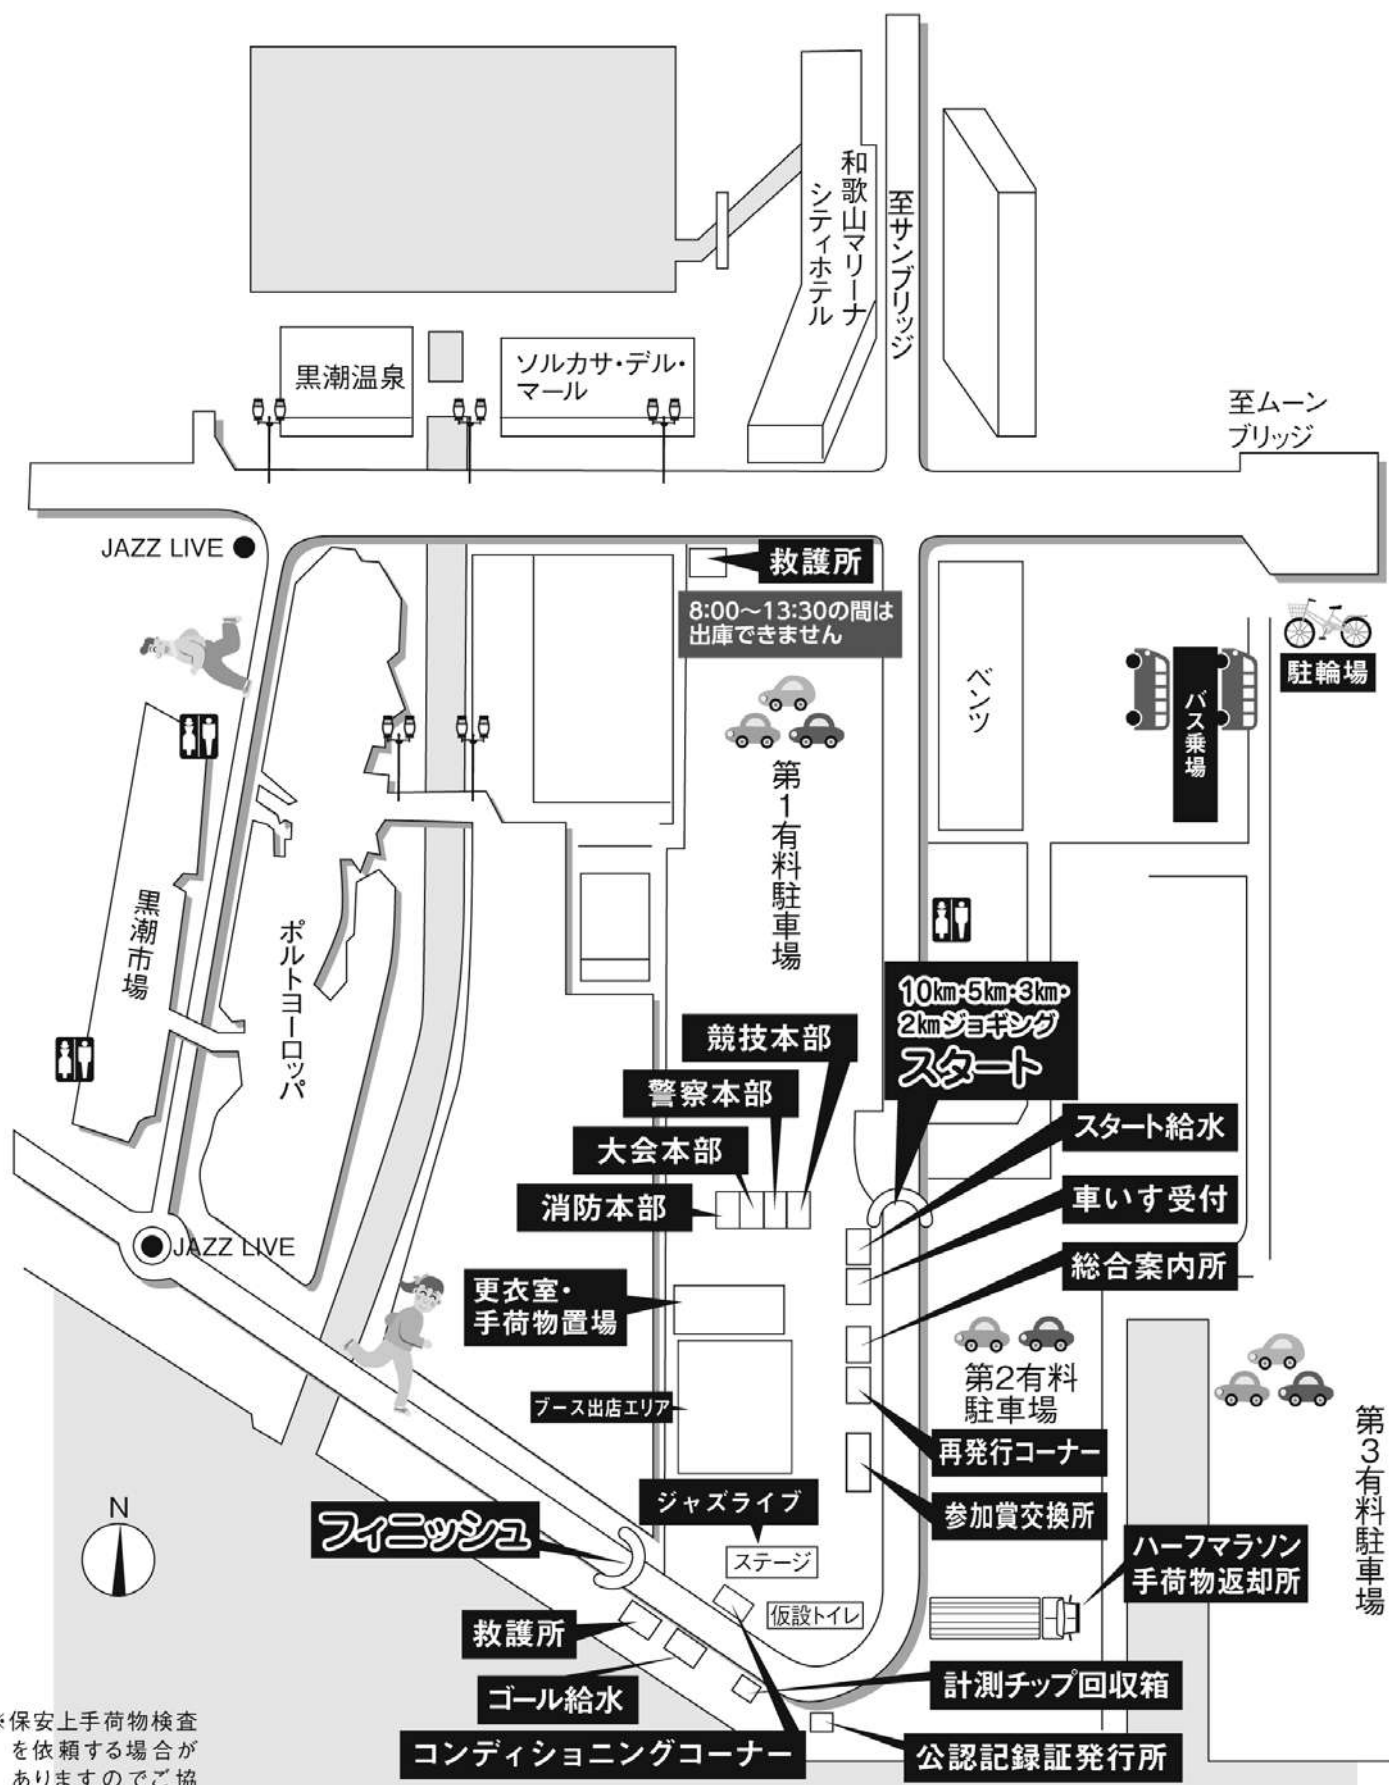 和歌山マリーナ
シティホテル
至サンブリッジ
黒潮温泉
ソルカサ・デル・
マール
至ムーン
ブリッジ
JAZZ LIVE
救護所
8:00～13:30の間は
出庫できません
駐輪場
ベンツ
バス乗場
第1有料駐車場
黒潮市場
ポルトヨーロッパ
10km・5km・3km・
2kmジョギング
スタート
競技本部
警察本部
大会本部
消防本部
スタート給水
車いす受付
総合案内所
JAZZ LIVE
更衣室・
手荷物置場
ブース出店エリア
第2有料
駐車場
再発行コーナー
参加賞交換所
第3有料駐車場
ジャズライブ
ステージ
N
フィニッシュ
ハーフマラソン
手荷物返却所
仮設トイレ
救護所
ゴール給水
計測チップ回収箱
コンディショニングコーナー
公認記録証発行所
※保安上手荷物検査
を依頼する場合が
ありますのでご協